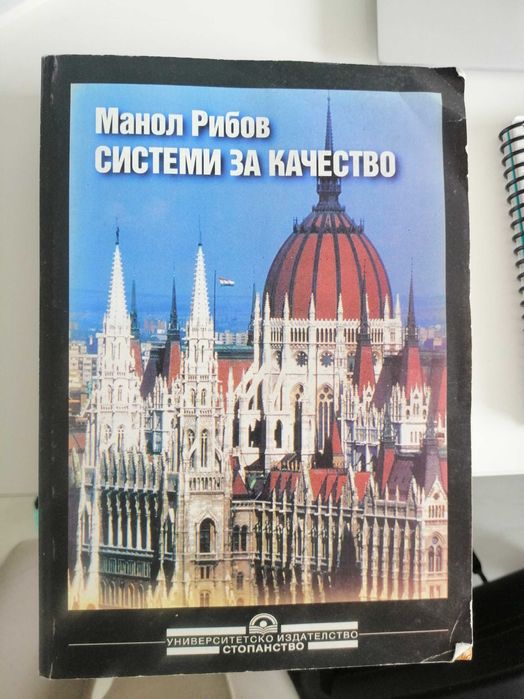 Манол Рибов
СИСТЕМИ ЗА КАЧЕСТВО
УНИВЕРСИТЕТСКО ИЗДАТЕЛСТВО
СТОПАНСТВО